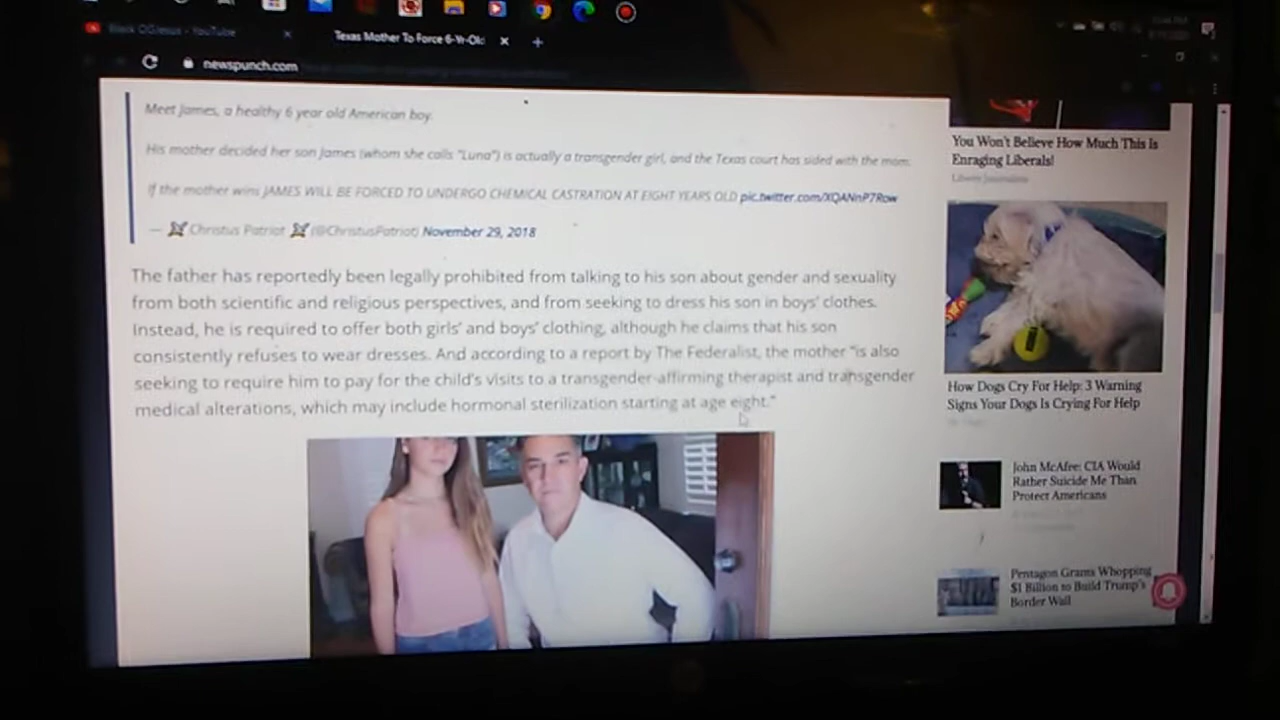 Black OGJesus - YouTube
Texas Mother To Force 6-Yr-Old
newspunch.com
Meet James, a healthy 6 year old American boy.
His mother decided her son James (whom she calls "Luna") is actually a transgender girl, and the Texas court has sided with the mom.
If the mother wins JAMES WILL BE FORCED TO UNDERGO CHEMICAL CASTRATION AT EIGHT YEARS OLD pic.twitter.com/XQANnP7Row
— Christus Patriot (@ChristusPatriot) November 29, 2018
The father has reportedly been legally prohibited from talking to his son about gender and sexuality
from both scientific and religious perspectives, and from seeking to dress his son in boys' clothes.
Instead, he is required to offer both girls' and boys' clothing, although he claims that his son
consistently refuses to wear dresses. And according to a report by The Federalist, the mother "is also
seeking to require him to pay for the child's visits to a transgender-affirming therapist and transgender
medical alterations, which may include hormonal sterilization starting at age eight."
You Won't Believe How Much This Is
Enraging Liberals!
How Dogs Cry For Help: 3 Warning
Signs Your Dogs Is Crying For Help
John McAfee: CIA Would
Rather Suicide Me Than
Protect Americans
Pentagon Grants Whopping
$1 Billion to Build Trump's
Border Wall